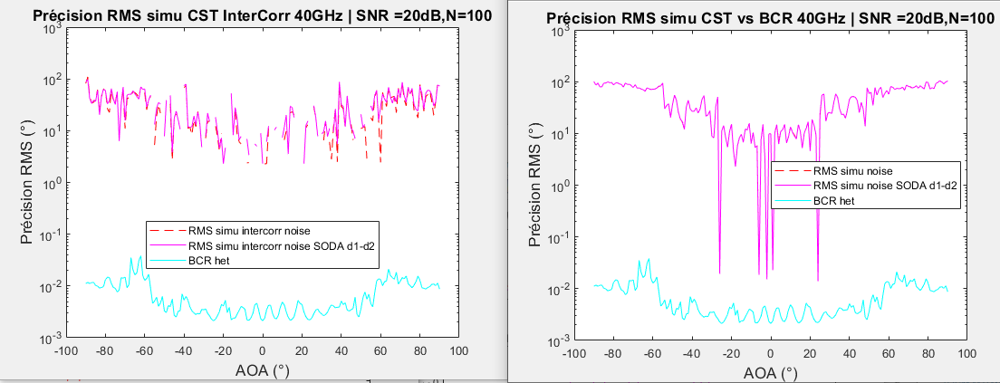 Précision RMS simu CST InterCorr 40GHz | SNR =20dB,N=100
10^3
10^2
10^1
10^0
10^-1
10^-2
10^-3
Précision RMS (°)
RMS simu intercorr noise
RMS simu intercorr noise SODA d1-d2
BCR het
-100 -80 -60 -40 -20 0 20 40 60 80 100
AOA (°)
Précision RMS simu CST vs BCR 40GHz | SNR =20dB,N=100
10^3
10^2
10^1
10^0
10^-1
10^-2
10^-3
Précision RMS (°)
RMS simu noise
RMS simu noise SODA d1-d2
BCR het
-100 -80 -60 -40 -20 0 20 40 60 80 100
AOA (°)